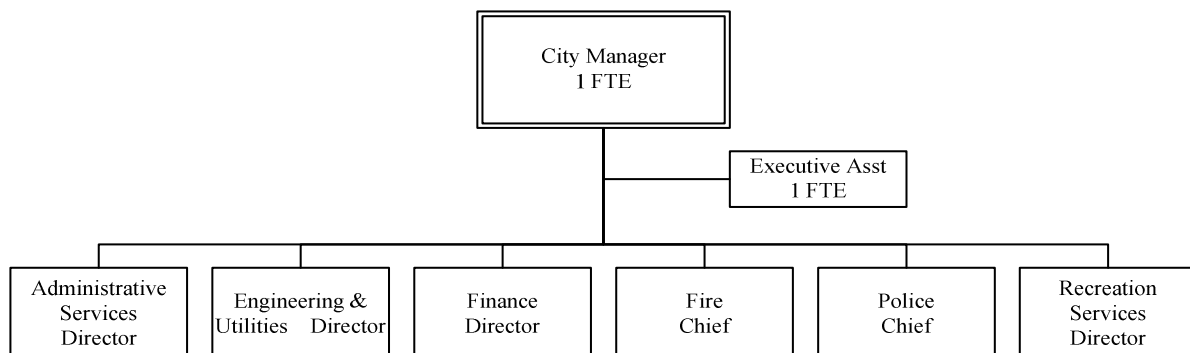 City Manager
1 FTE
Executive Asst
1 FTE
Administrative
Services
Director
Engineering &
Utilities Director
Finance
Director
Fire
Chief
Police
Chief
Recreation
Services
Director